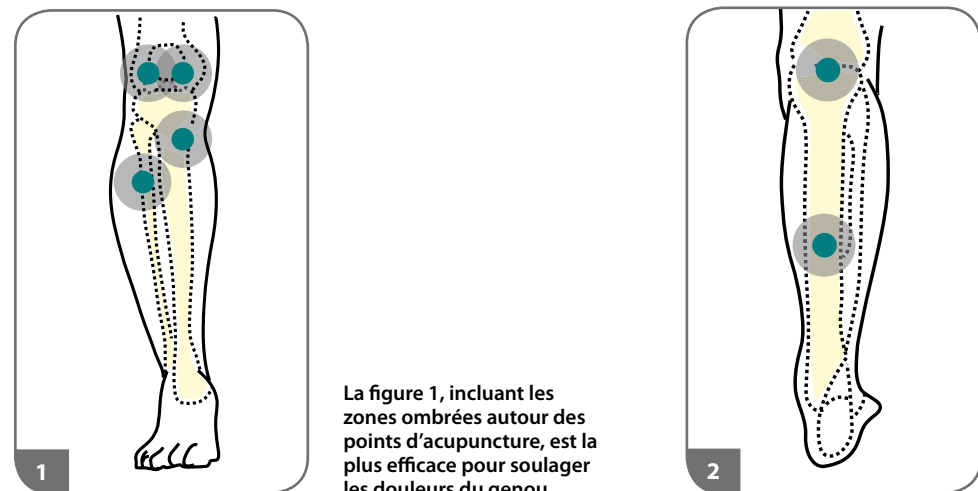 La figure 1, incluant les
zones ombrées autour des
points d’acupuncture, est la
plus efficace pour soulager
les douleurs du genou
1
2